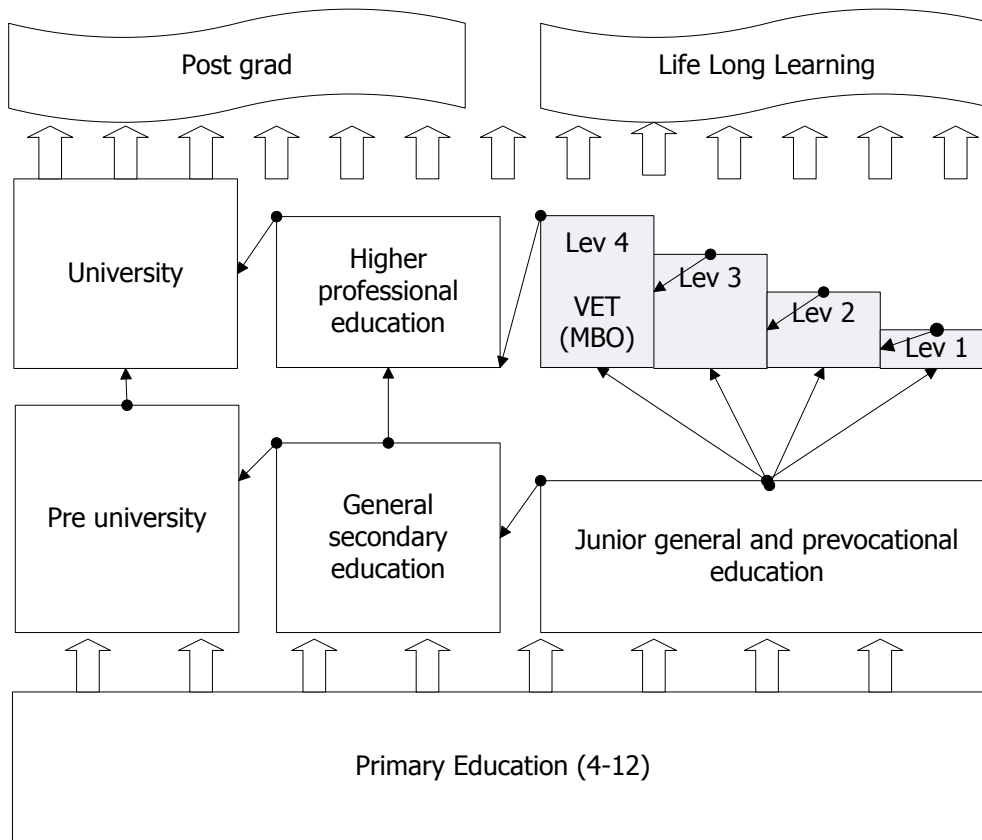 Post grad
Life Long Learning
University
Higher
professional
education
Lev 4
VET
(MBO)
Lev 3
Lev 2
Lev 1
Pre university
General
secondary
education
Junior general and prevocational
education
Primary Education (4-12)